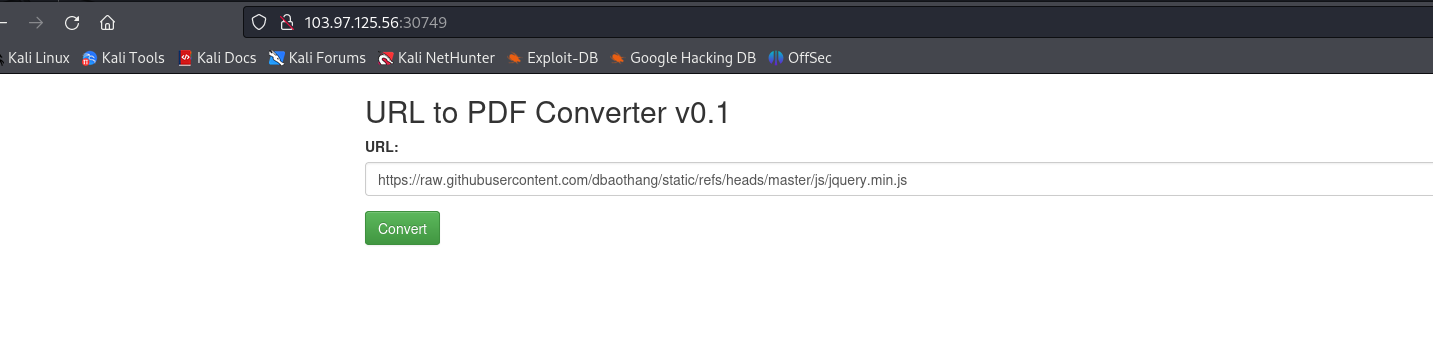 103.97.125.56:30749
Kali Linux Kali Tools Kali Docs Kali Forums Kali NetHunter Exploit-DB Google Hacking DB OffSec
URL to PDF Converter v0.1
URL:
https://raw.githubusercontent.com/dbaothang/static/refs/heads/master/js/jquery.min.js
Convert